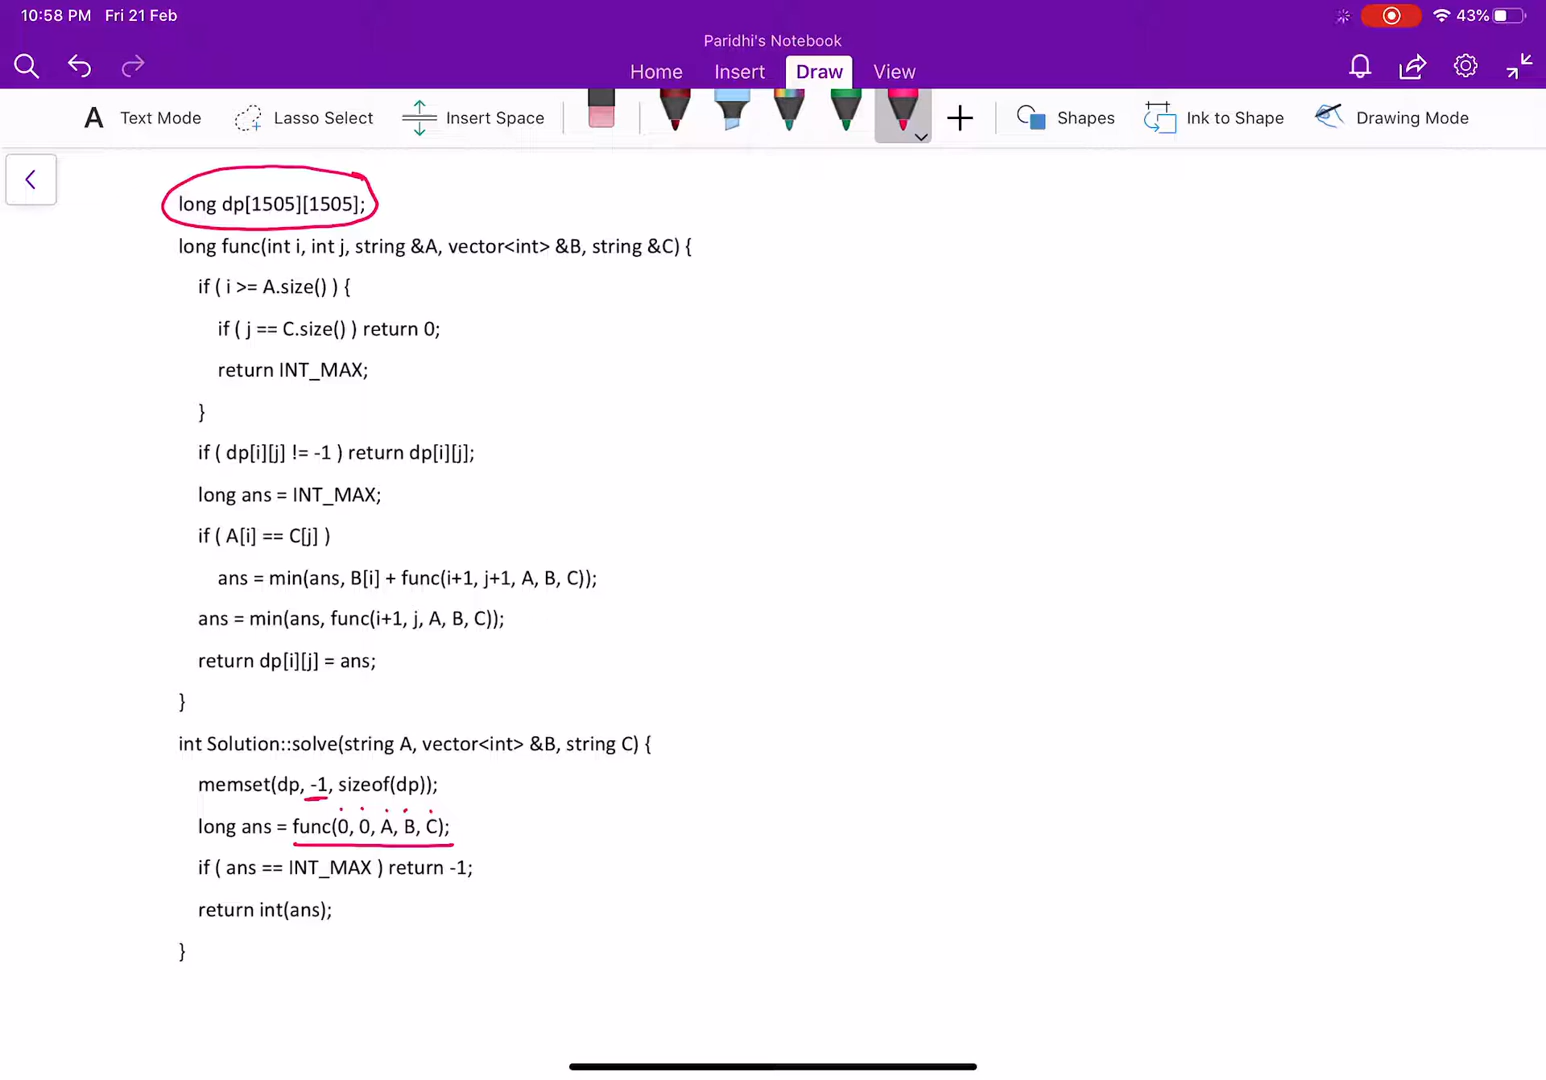 10:58 PM Fri 21 Feb
43%
Paridhi's Notebook
Home Insert Draw View
A Text Mode Lasso Select Insert Space Shapes Ink to Shape Drawing Mode
long dp[1505][1505];
long func(int i, int j, string &A, vector<int> &B, string &C) {
if ( i >= A.size() ) {
if ( j == C.size() ) return 0;
return INT_MAX;
}
if ( dp[i][j] != -1 ) return dp[i][j];
long ans = INT_MAX;
if ( A[i] == C[j] )
ans = min(ans, B[i] + func(i+1, j+1, A, B, C));
ans = min(ans, func(i+1, j, A, B, C));
return dp[i][j] = ans;
}
int Solution::solve(string A, vector<int> &B, string C) {
memset(dp, -1, sizeof(dp));
long ans = func(0, 0, A, B, C);
if ( ans == INT_MAX ) return -1;
return int(ans);
}